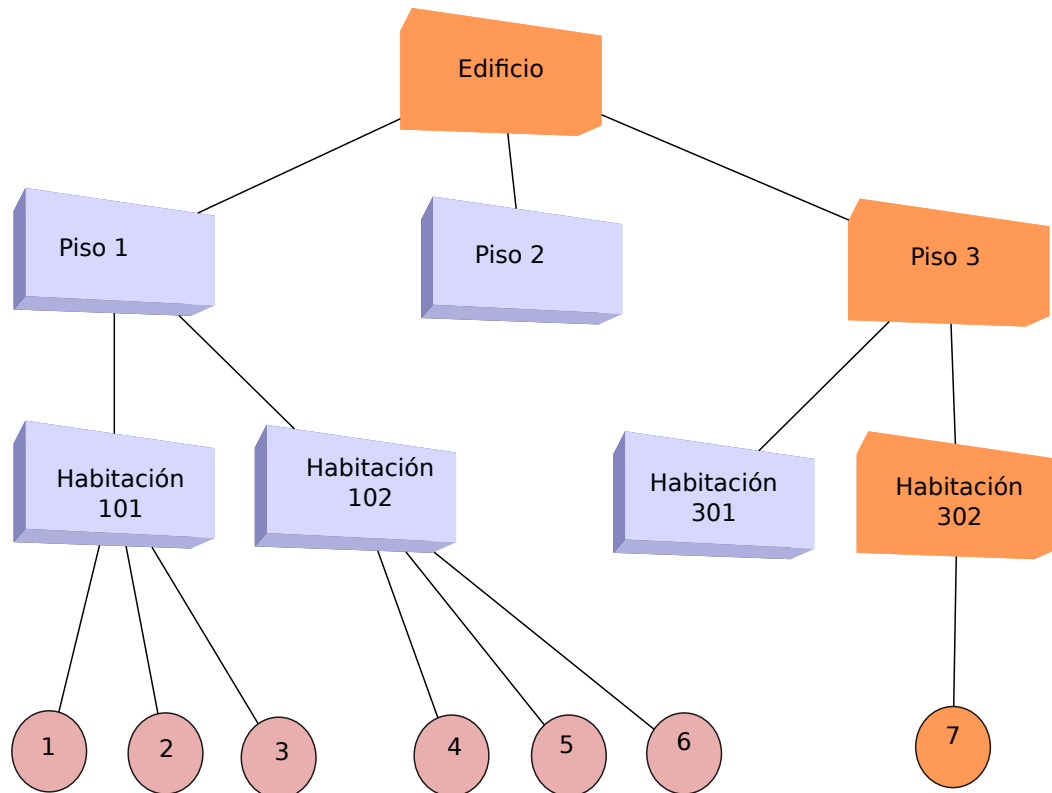 Edificio
Piso 1
Piso 2
Piso 3
Habitación
101
Habitación
102
Habitación
301
Habitación
302
1
2
3
4
5
6
7